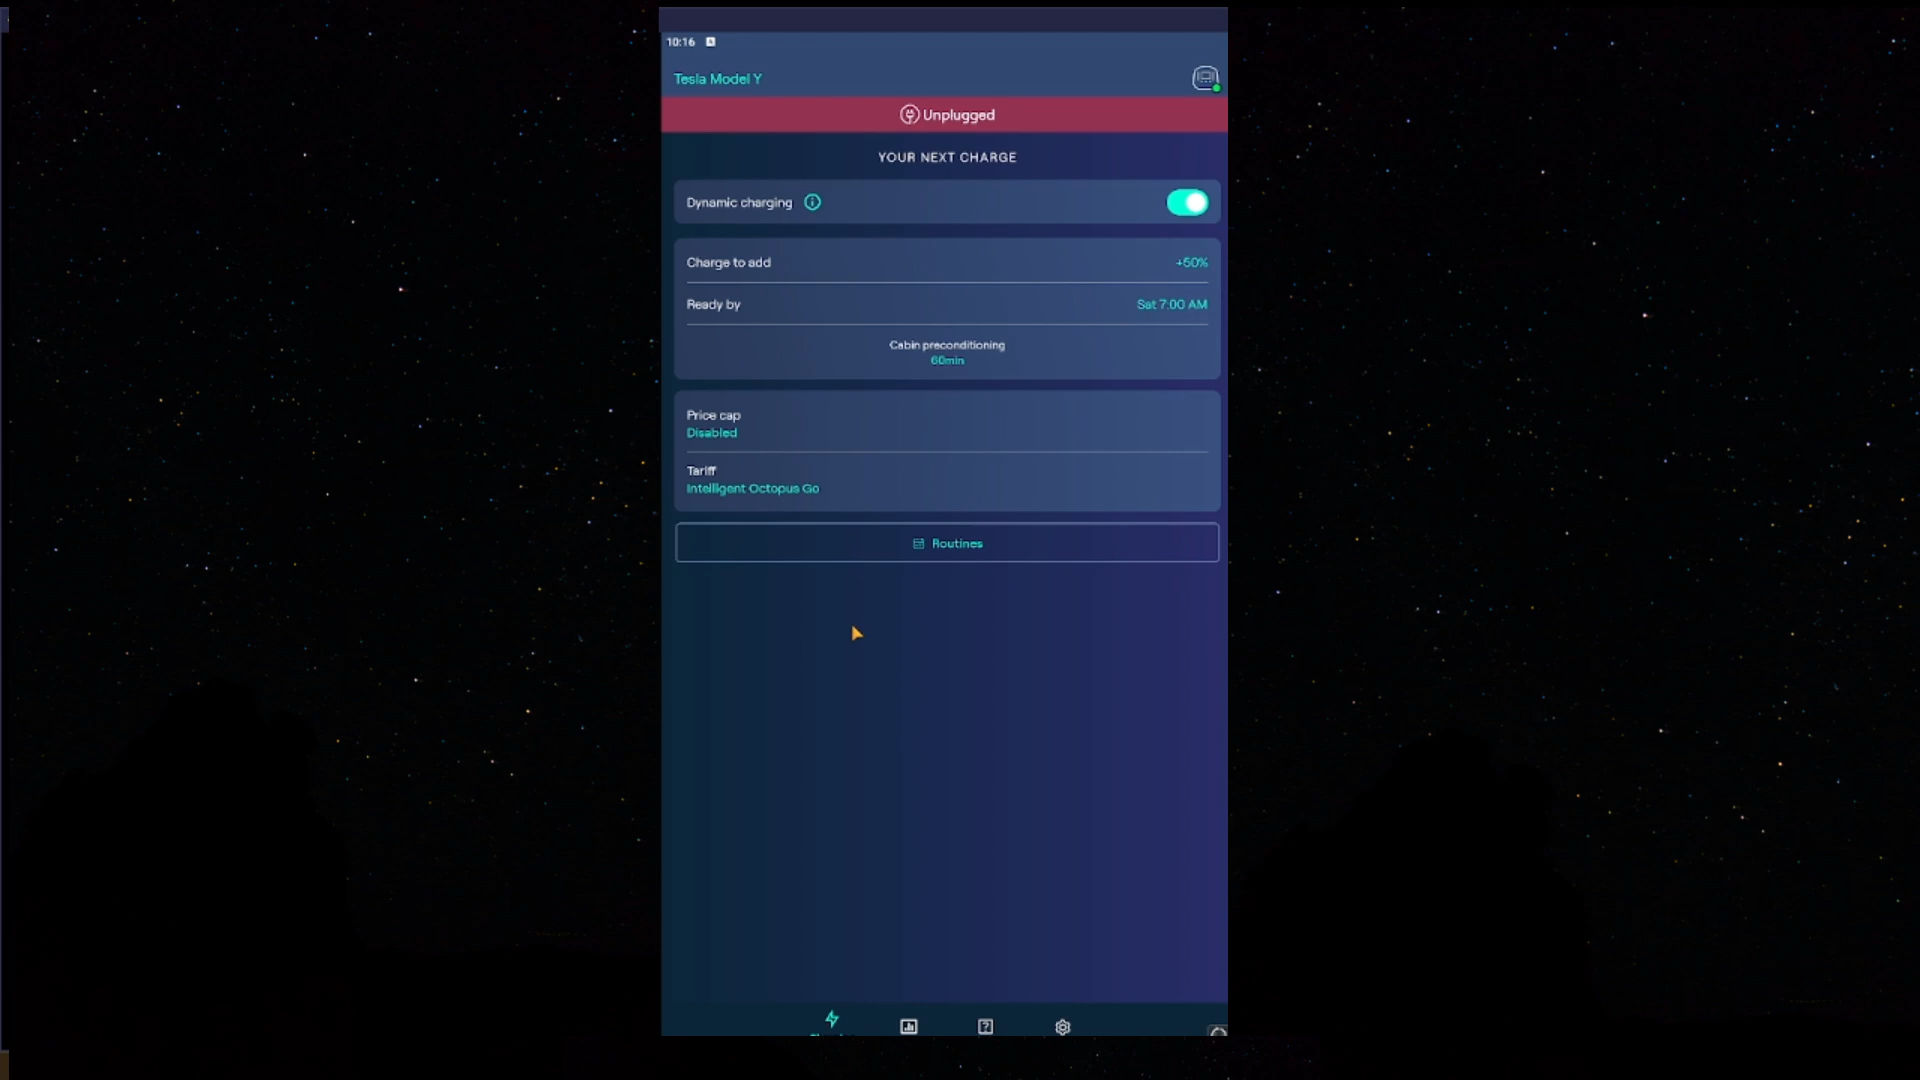 10:16
Tesla Model Y
Unplugged
YOUR NEXT CHARGE
Dynamic charging
Charge to add +50%
Ready by Sat 7:00 AM
Cabin preconditioning
60min
Price cap
Disabled
Tariff
Intelligent Octopus Go
Routines